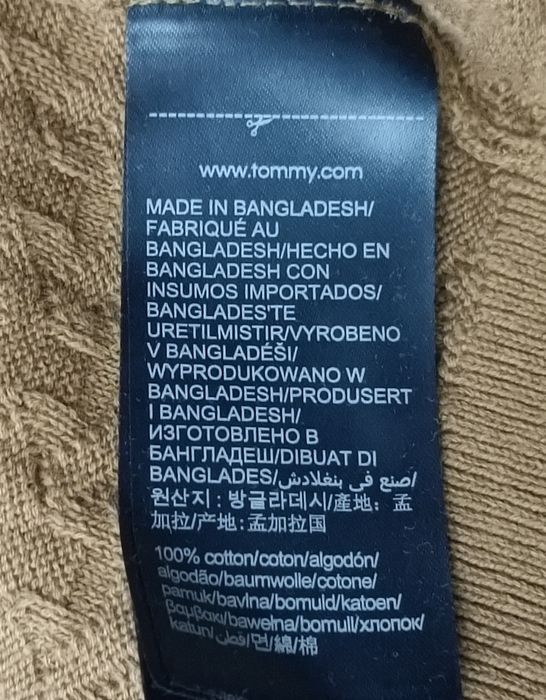 www.tommy.com
MADE IN BANGLADESH/
FABRIQUÉ AU
BANGLADESH/HECHO EN
BANGLADESH CON
INSUMOS IMPORTADOS/
BANGLADES'TE
URETILMISTIR/VYROBENO
V BANGLADÉŠI/
WYPRODUKOWANO W
BANGLADESH/PRODUSERT
I BANGLADESH/
ИЗГОТОВЛЕНО В
БАНГЛАДЕШ/DIBUAT DI
BANGLADES/صنع في بنغلادش/
원산지 : 방글라데시/產地: 孟
加拉/产地:孟加拉国
100% cotton/coton/algodón/
algodão/baumwolle/cotone/
pamuk/bavlna/bomuld/katoen/
βαμβακι/bawełna/bomull/хлопок/
katun/قطن/면/綿/棉